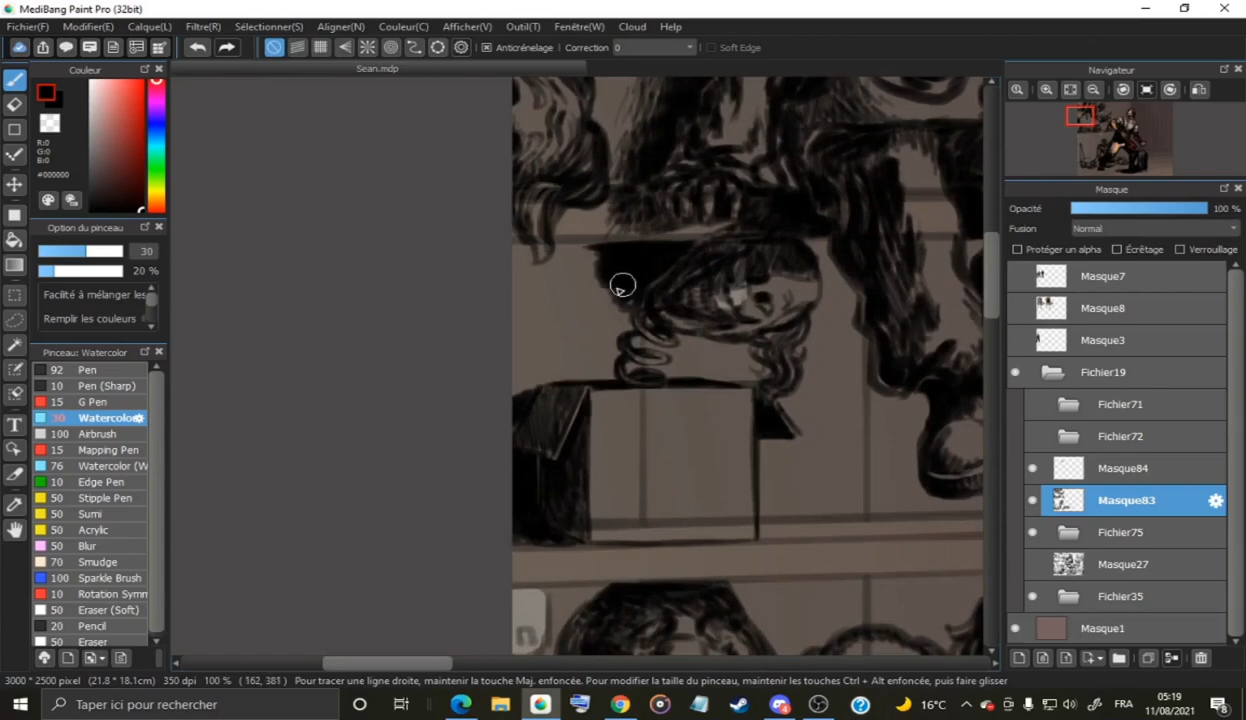 MediBang Paint Pro (32bit)
Fichier(F) Modifier(E) Calque(L) Filtre(R) Sélectionner(S) Aligner(N) Couleur(C) Afficher(V) Outil(T) Fenêtre(W) Cloud Help
Anticrénelage Correction 0 Soft Edge
Couleur
Sean.mdp
Navigateur
R:0
G:0
B:0
#000000
Option du pinceau
30
20 %
Facilité à mélanger les
Remplir les couleurs
Pinceau: Watercolor
92 Pen
10 Pen (Sharp)
15 G Pen
30 Watercolo
100 Airbrush
15 Mapping Pen
76 Watercolor (W
10 Edge Pen
50 Stipple Pen
50 Sumi
50 Acrylic
50 Blur
70 Smudge
100 Sparkle Brush
10 Rotation Symm
50 Eraser (Soft)
20 Pencil
50 Eraser
Masque
Opacité 100 %
Fusion Normal
Protéger un alpha Écrêtage Verrouillage
Masque7
Masque8
Masque3
Fichier19
Fichier71
Fichier72
Masque84
Masque83
Fichier75
Masque27
Fichier35
Masque1
3000 * 2500 pixel (21.8 * 18.1cm) 350 dpi 100 % ( 162, 381 ) Pour tracer une ligne droite, maintenir la touche Maj. enfoncée. Pour modifier la taille du pinceau, maintenir les touches Ctrl + Alt enfoncée, puis faire glisser
Taper ici pour rechercher
16°C
FRA
05:19
11/08/2021
8